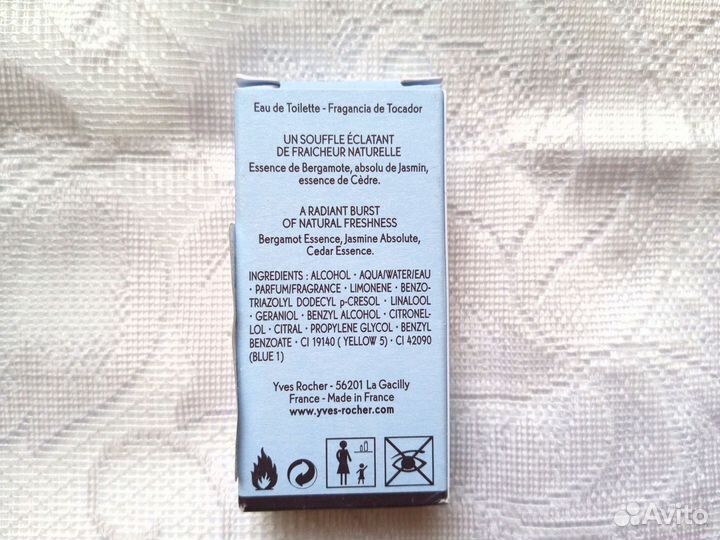 Eau de Toilette - Fragancia de Tocador
UN SOUFFLE ÉCLATANT
DE FRAICHEUR NATURELLE
Essence de Bergamote, absolu de Jasmin,
essence de Cèdre.
A RADIANT BURST
OF NATURAL FRESHNESS
Bergamot Essence, Jasmine Absolute,
Cedar Essence.
INGREDIENTS : ALCOHOL • AQUA/WATER/EAU
• PARFUM/FRAGRANCE • LIMONENE • BENZO-
TRIAZOLYL DODECYL p-CRESOL • LINALOOL
• GERANIOL • BENZYL ALCOHOL • CITRONEL-
LOL • CITRAL • PROPYLENE GLYCOL • BENZYL
BENZOATE • CI 19140 ( YELLOW 5) • CI 42090
(BLUE 1)
Yves Rocher - 56201 La Gacilly
France - Made in France
www.yves-rocher.com
Avito